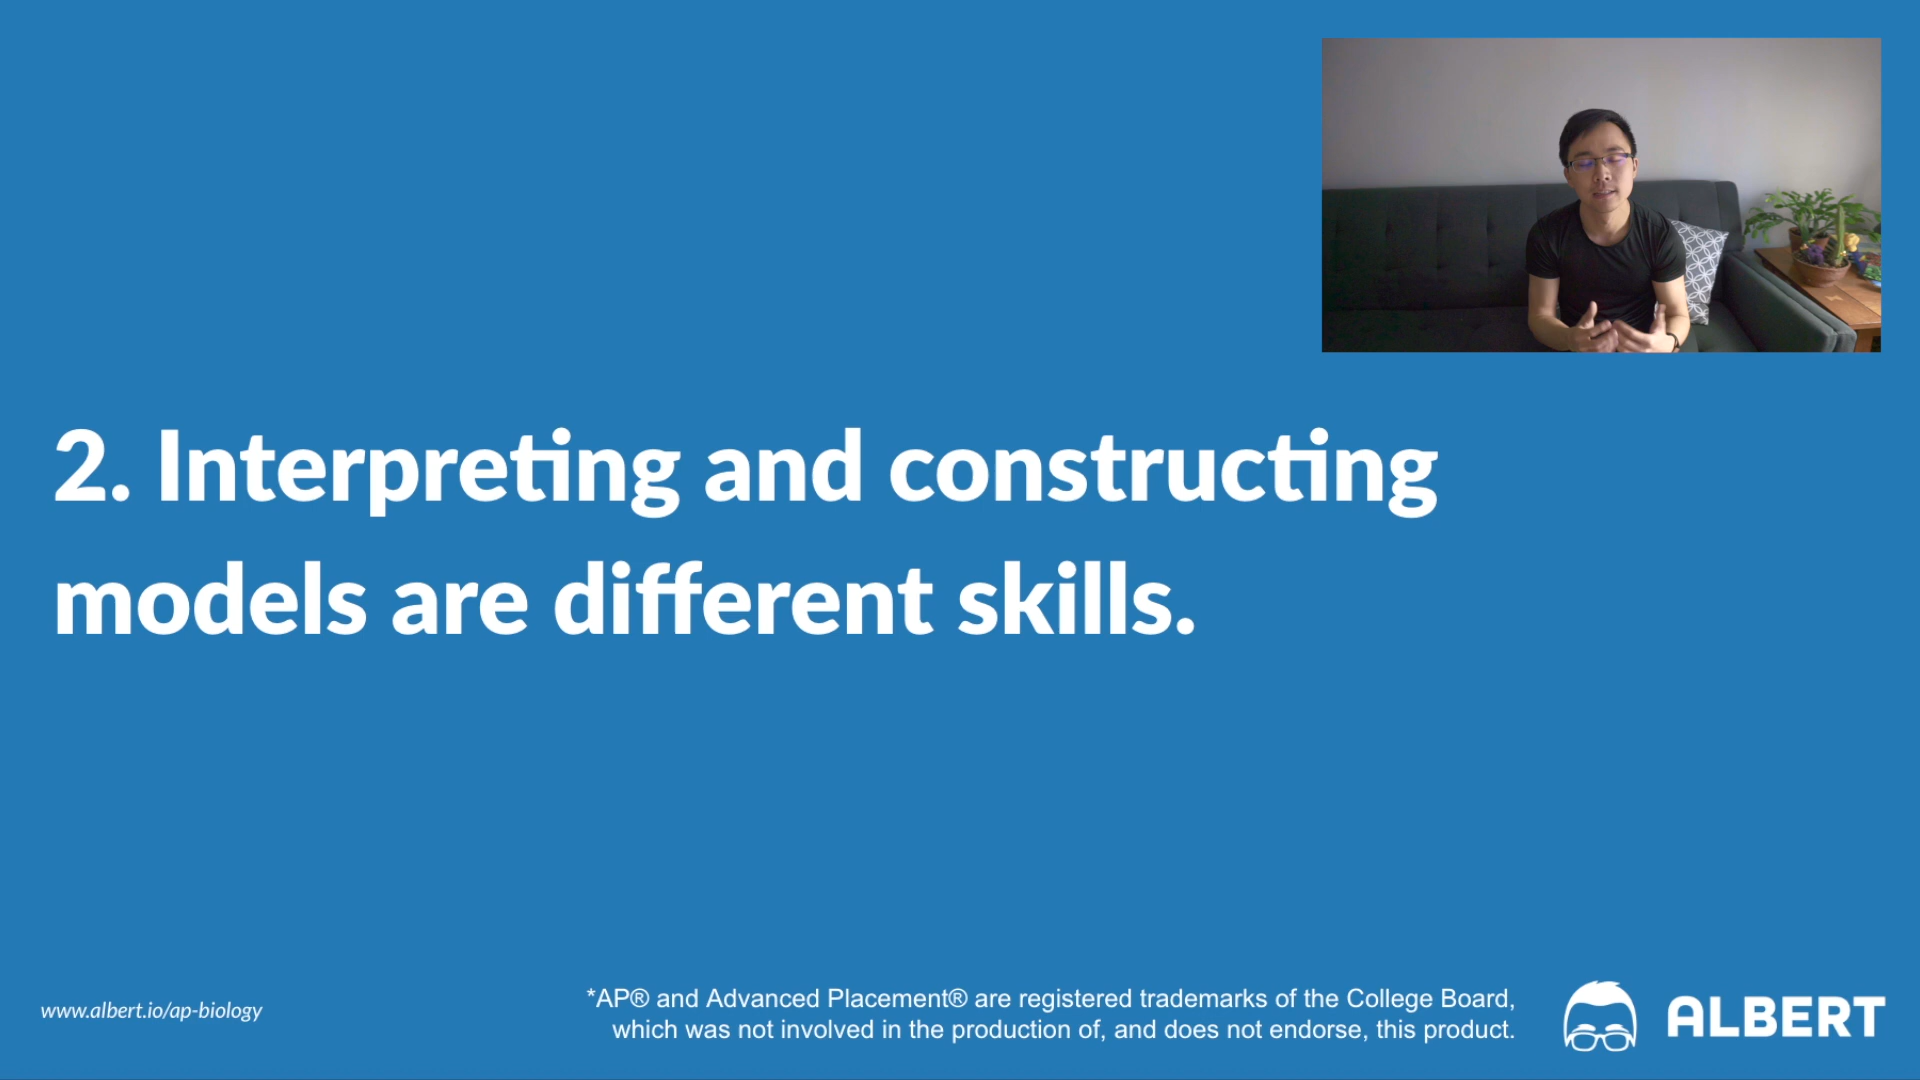 2. Interpreting and constructing
models are different skills.
www.albert.io/ap-biology
*AP® and Advanced Placement® are registered trademarks of the College Board,
which was not involved in the production of, and does not endorse, this product.
ALBERT